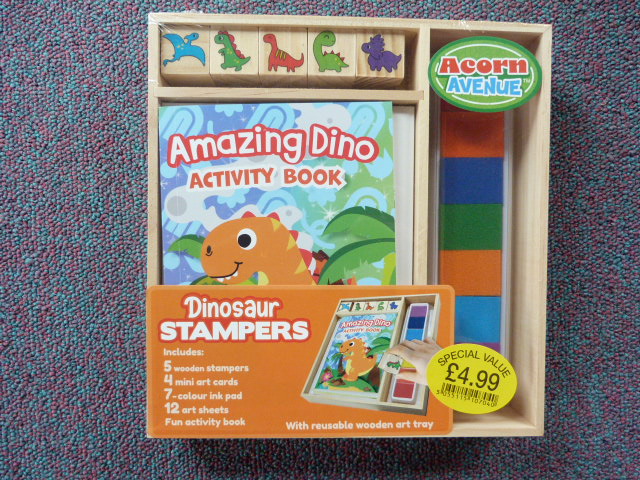 Acorn
AVENUE™
Amazing Dino
ACTIVITY BOOK
Dinosaur
STAMPERS
Includes:
5 wooden stampers
4 mini art cards
7-colour ink pad
12 art sheets
Fun activity book
Amazing Dino
ACTIVITY BOOK
With reusable wooden art tray
SPECIAL VALUE
£4.99